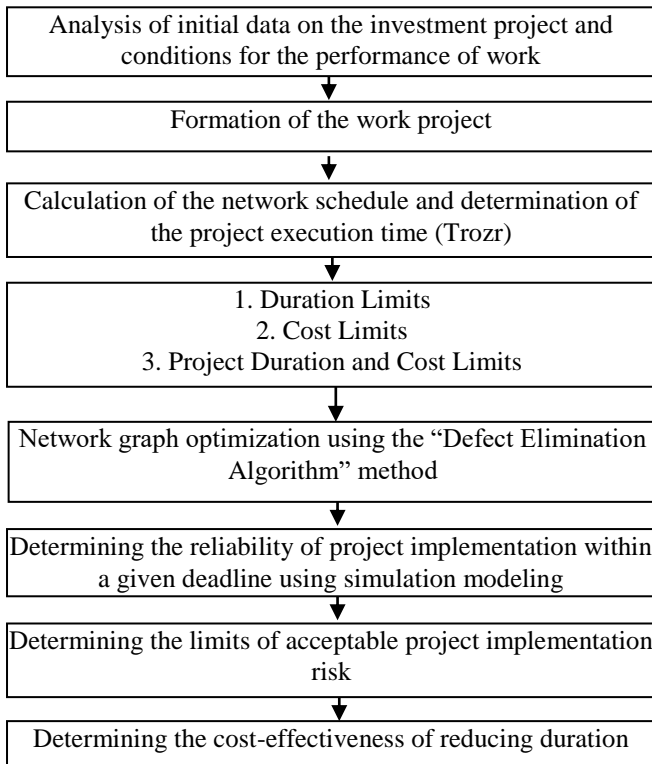 Analysis of initial data on the investment project and
conditions for the performance of work
Formation of the work project
Calculation of the network schedule and determination of
the project execution time (Trozr)
1. Duration Limits
2. Cost Limits
3. Project Duration and Cost Limits
Network graph optimization using the “Defect Elimination
Algorithm” method
Determining the reliability of project implementation within
a given deadline using simulation modeling
Determining the limits of acceptable project implementation
risk
Determining the cost-effectiveness of reducing duration